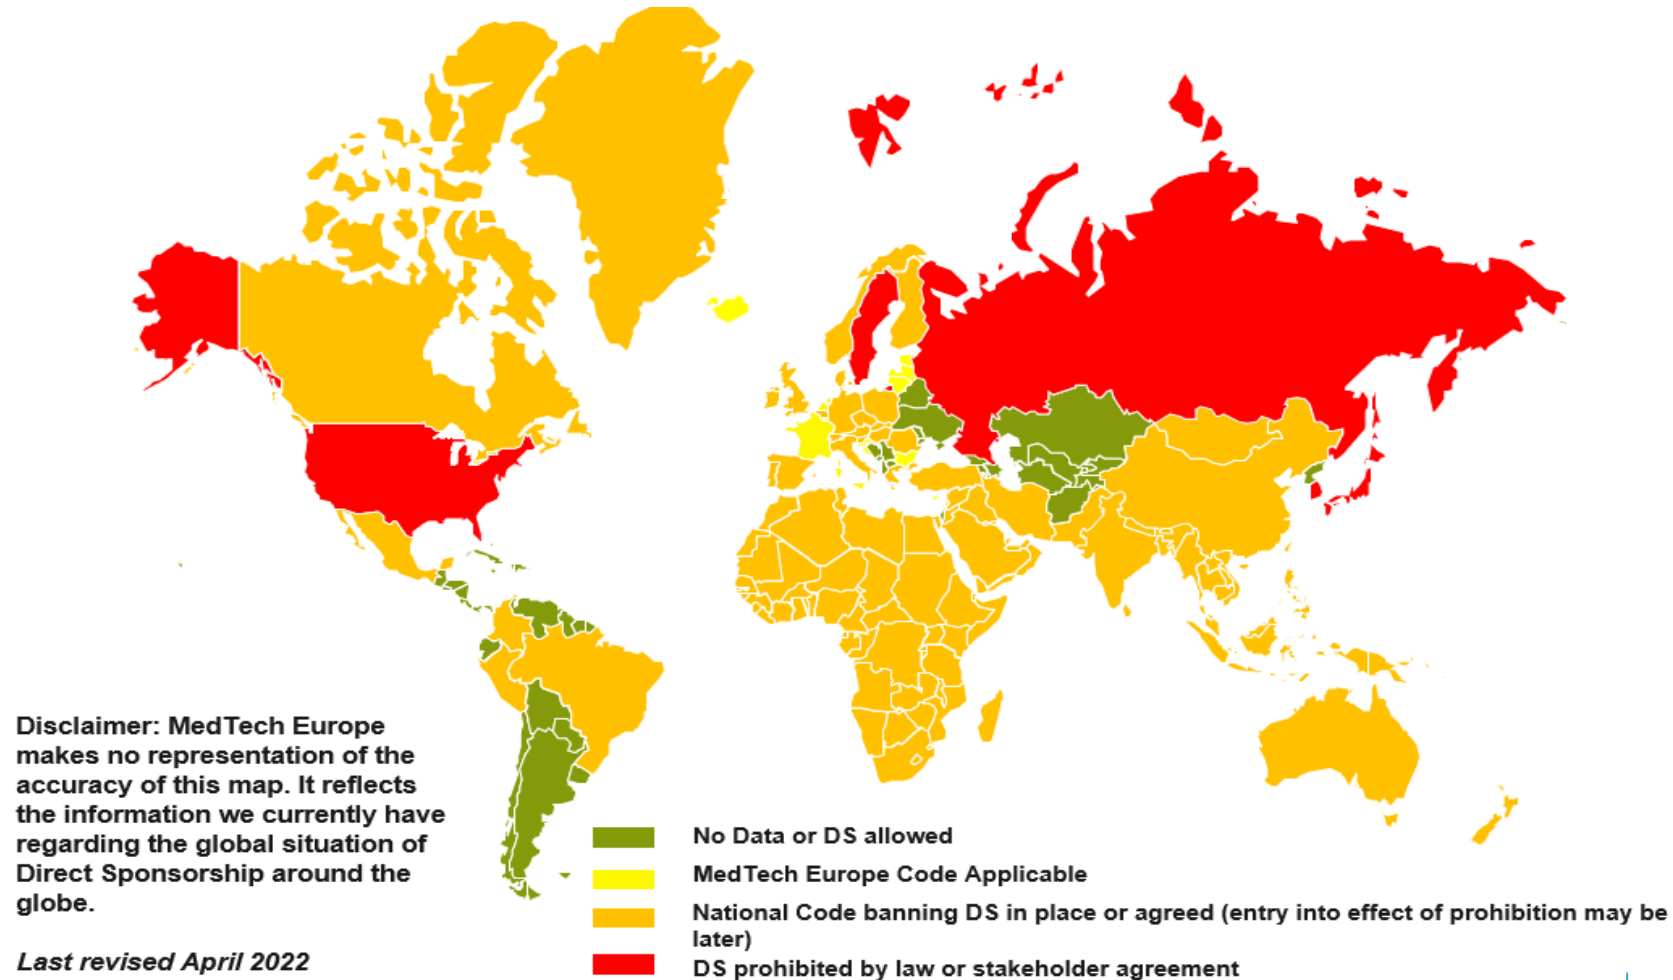 Disclaimer: MedTech Europe
makes no representation of the
accuracy of this map. It reflects
the information we currently have
regarding the global situation of
Direct Sponsorship around the
globe.
Last revised April 2022
No Data or DS allowed
MedTech Europe Code Applicable
National Code banning DS in place or agreed (entry into effect of prohibition may be
later)
DS prohibited by law or stakeholder agreement